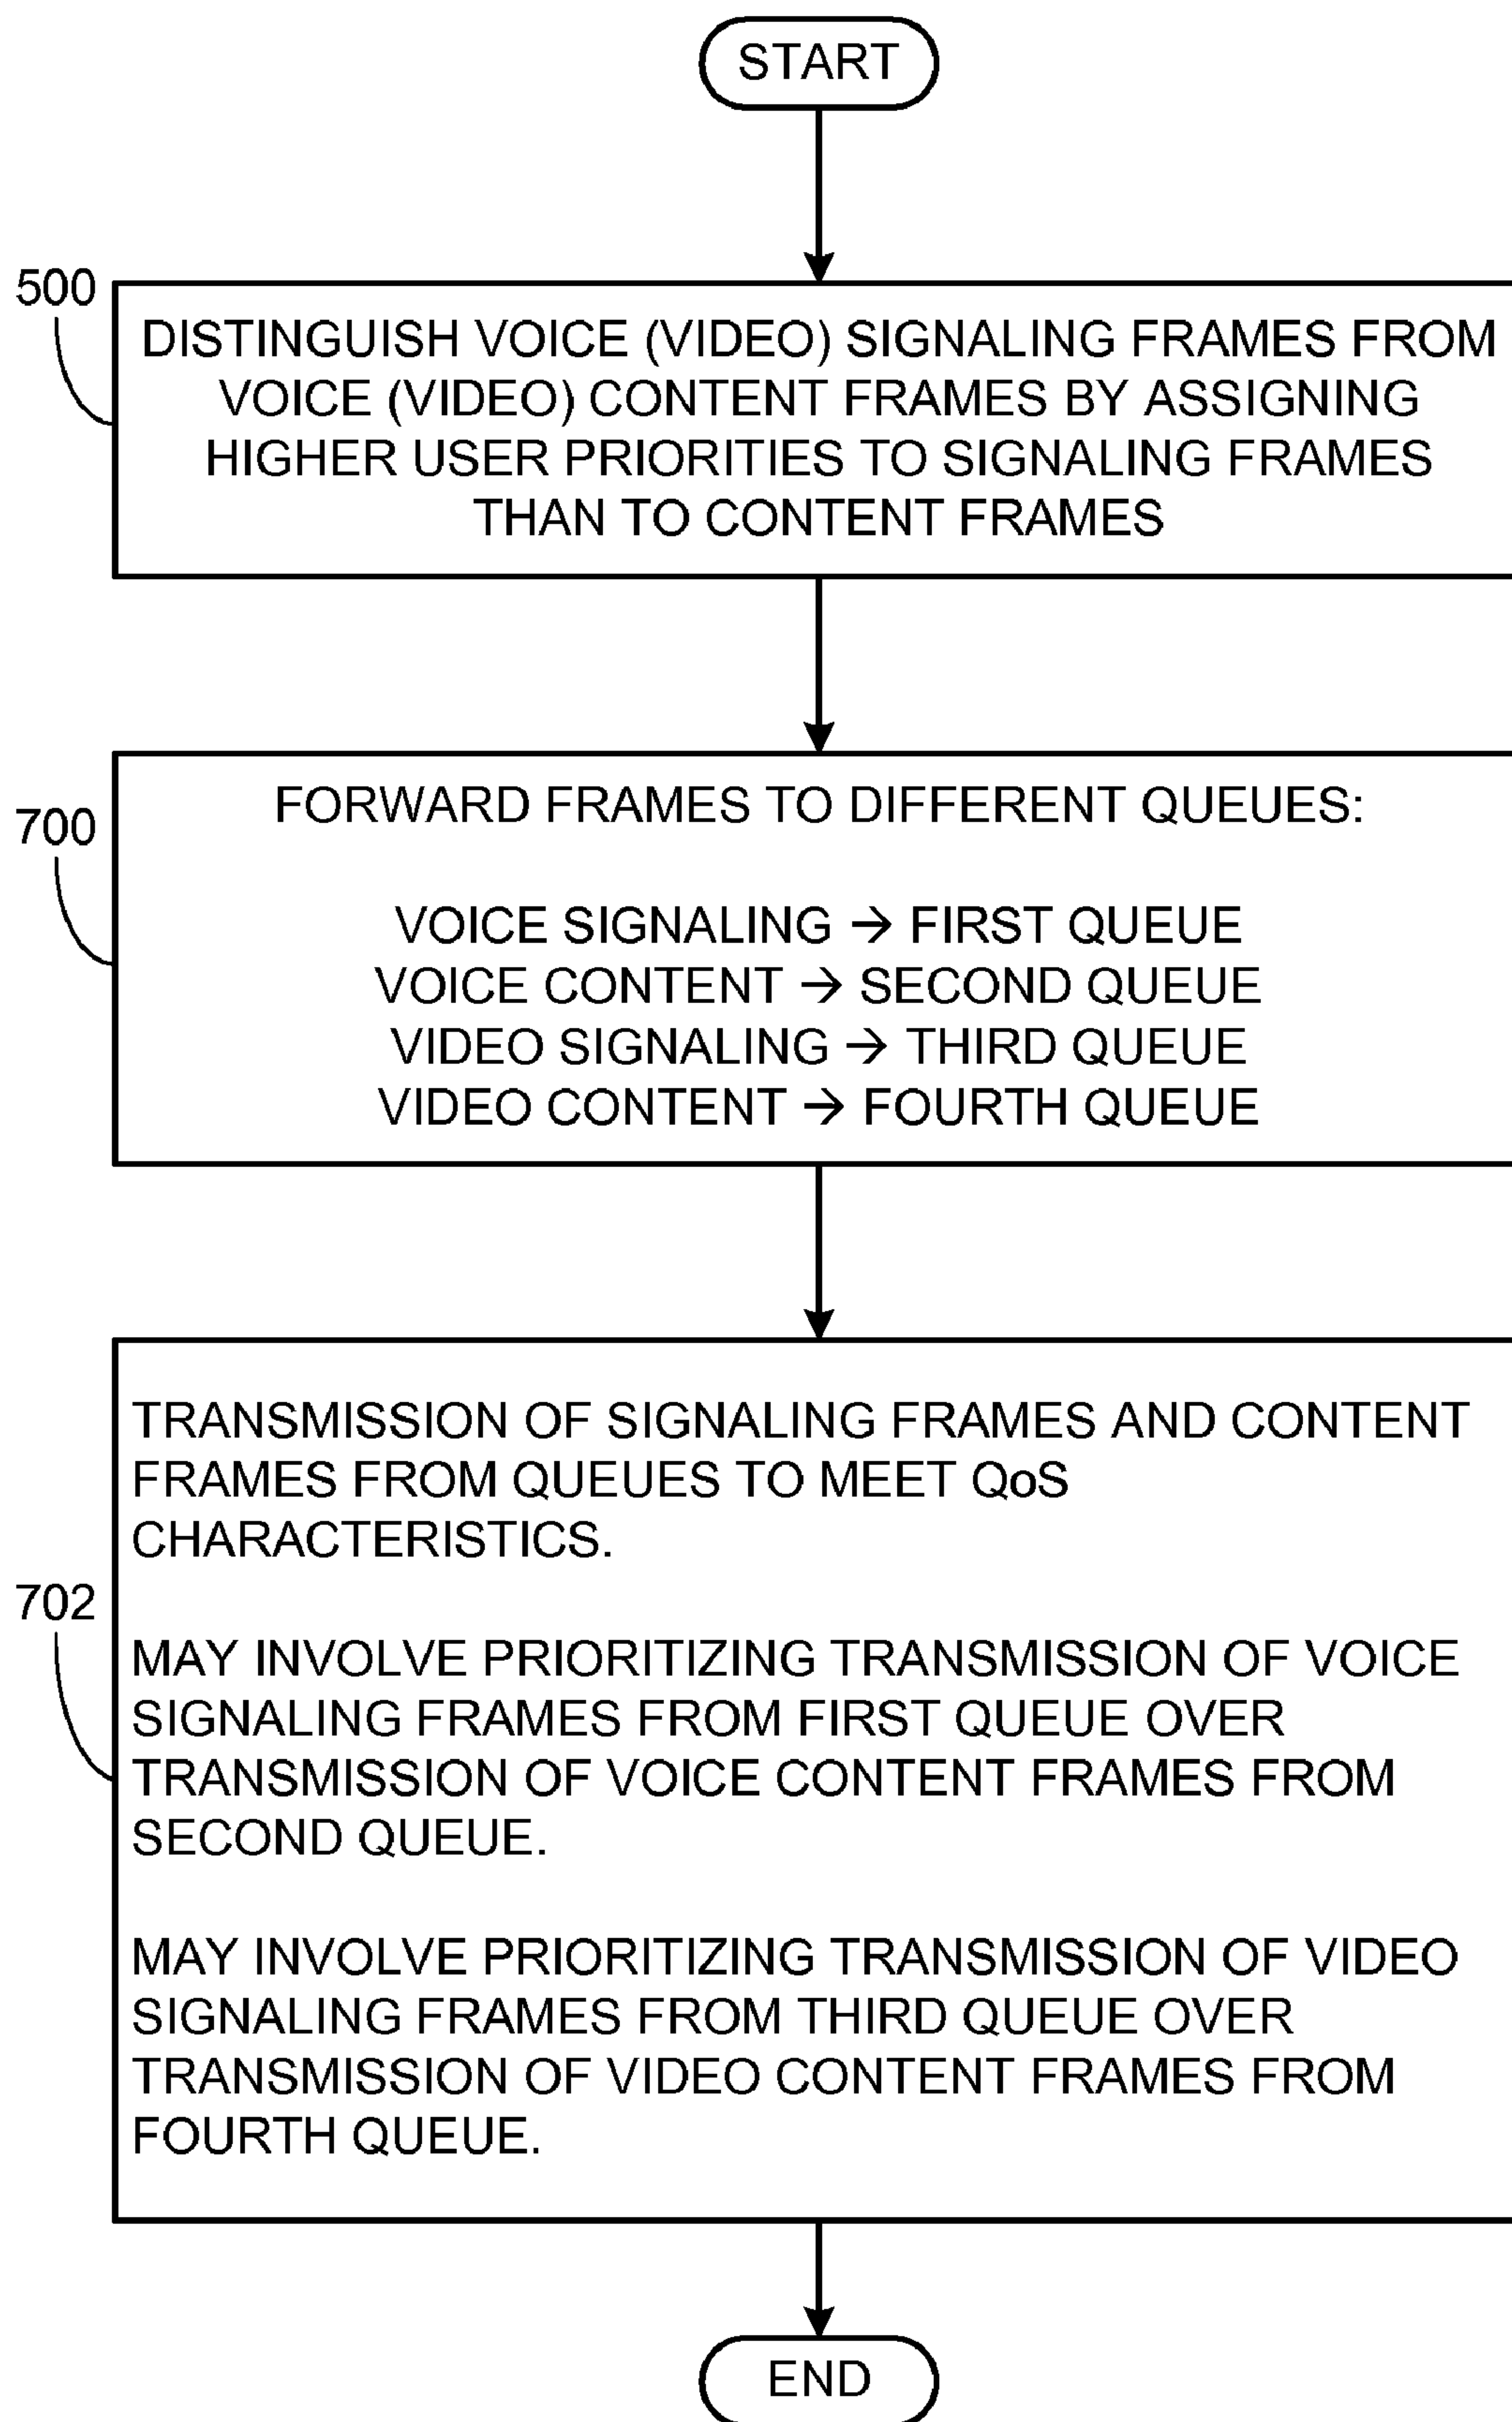 START
500
DISTINGUISH VOICE (VIDEO) SIGNALING FRAMES FROM
VOICE (VIDEO) CONTENT FRAMES BY ASSIGNING
HIGHER USER PRIORITIES TO SIGNALING FRAMES
THAN TO CONTENT FRAMES
700
FORWARD FRAMES TO DIFFERENT QUEUES:
VOICE SIGNALING → FIRST QUEUE
VOICE CONTENT → SECOND QUEUE
VIDEO SIGNALING → THIRD QUEUE
VIDEO CONTENT → FOURTH QUEUE
702
TRANSMISSION OF SIGNALING FRAMES AND CONTENT
FRAMES FROM QUEUES TO MEET QoS
CHARACTERISTICS.
MAY INVOLVE PRIORITIZING TRANSMISSION OF VOICE
SIGNALING FRAMES FROM FIRST QUEUE OVER
TRANSMISSION OF VOICE CONTENT FRAMES FROM
SECOND QUEUE.
MAY INVOLVE PRIORITIZING TRANSMISSION OF VIDEO
SIGNALING FRAMES FROM THIRD QUEUE OVER
TRANSMISSION OF VIDEO CONTENT FRAMES FROM
FOURTH QUEUE.
END